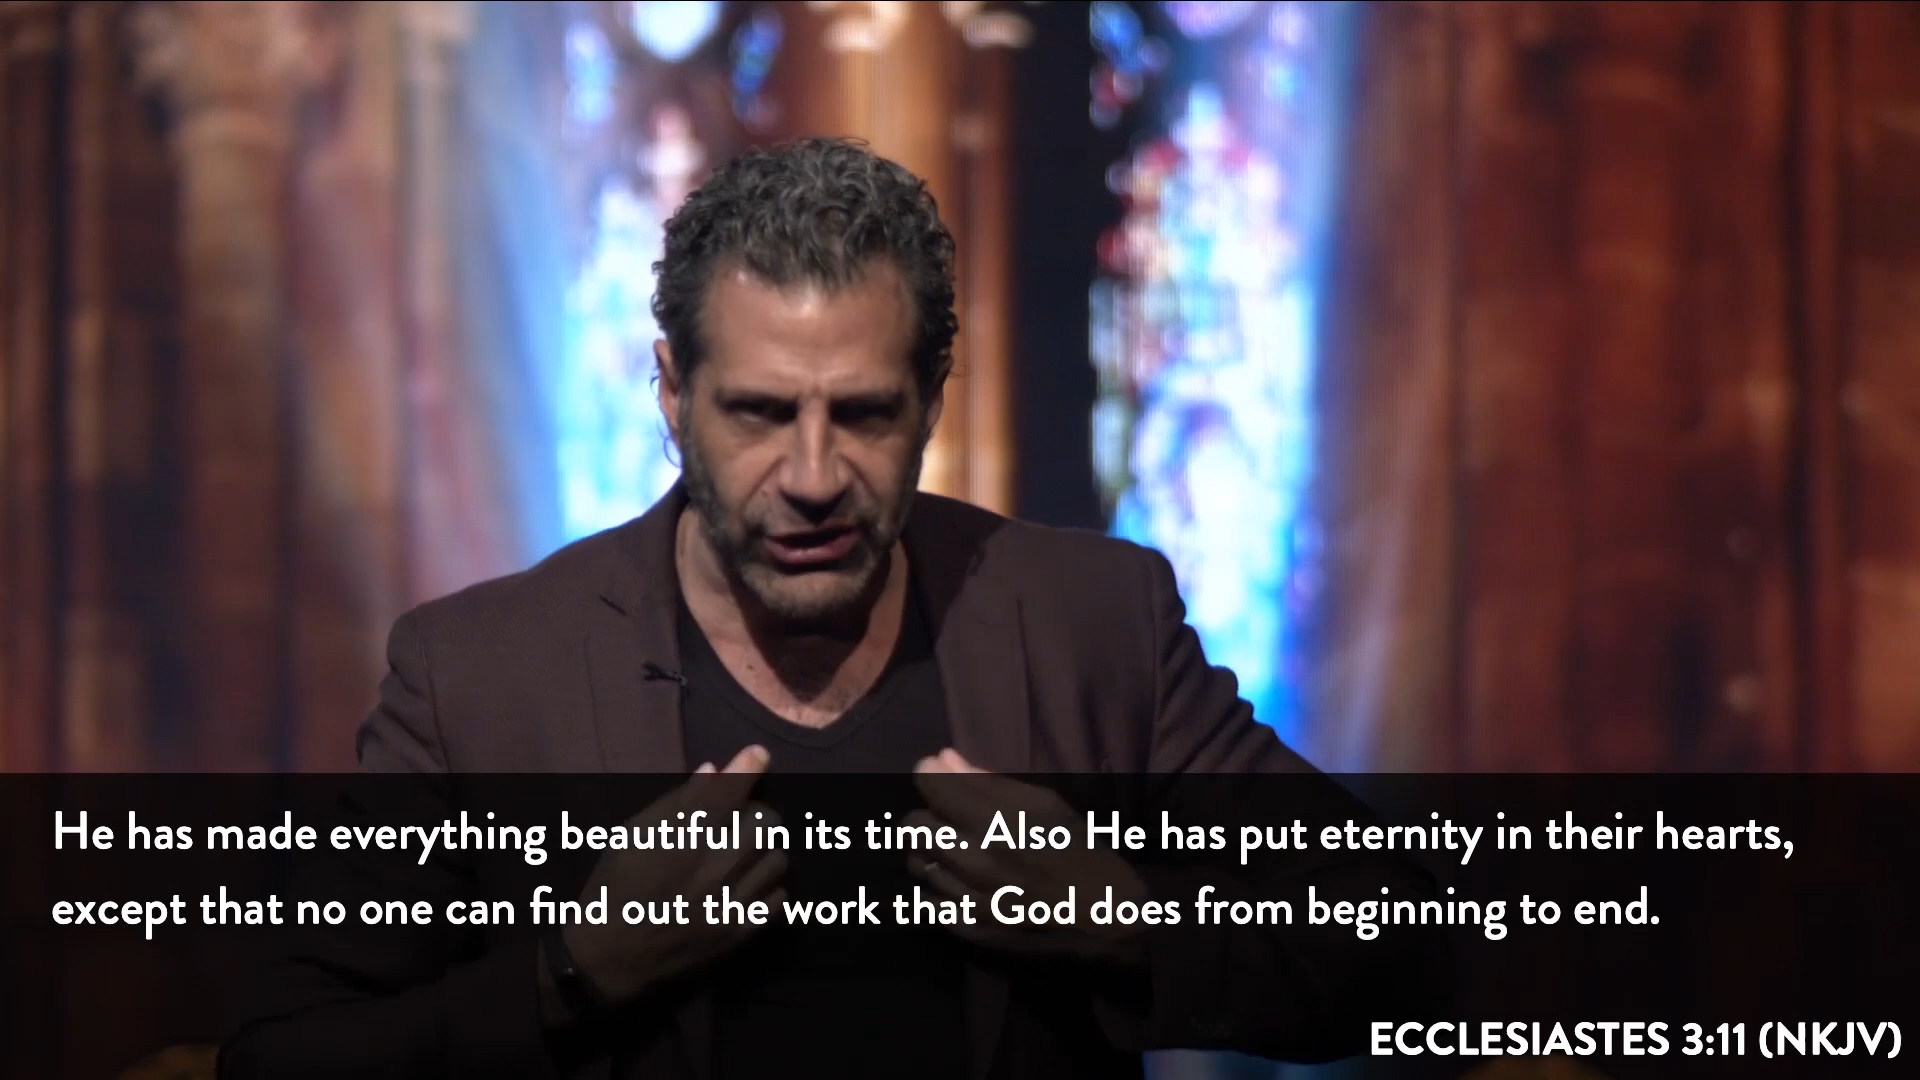 He has made everything beautiful in its time. Also He has put eternity in their hearts,
except that no one can find out the work that God does from beginning to end.
ECCLESIASTES 3:11 (NKJV)